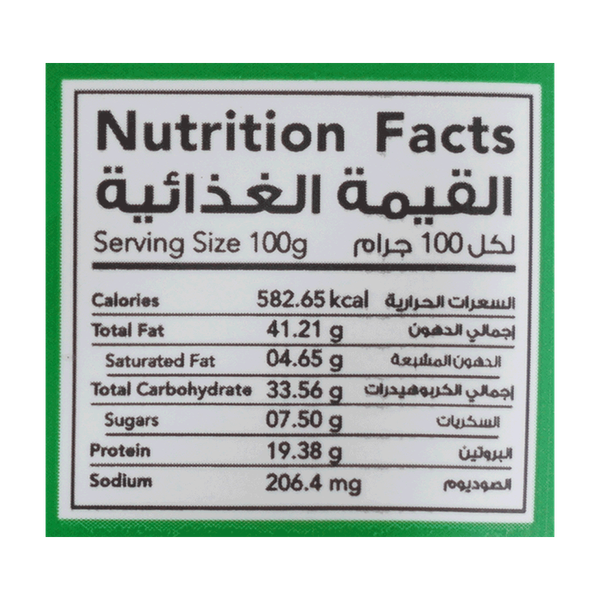 Nutrition Facts
القيمة الغذائية
Serving Size 100g لكل 100 جرام
Calories 582.65 kcal السعرات الحرارية
Total Fat 41.21 g إجمالي الدهون
Saturated Fat 04.65 g الدهون المشبعة
Total Carbohydrate 33.56 g إجمالي الكربوهيدرات
Sugars 07.50 g السكريات
Protein 19.38 g البروتين
Sodium 206.4 mg الصوديوم